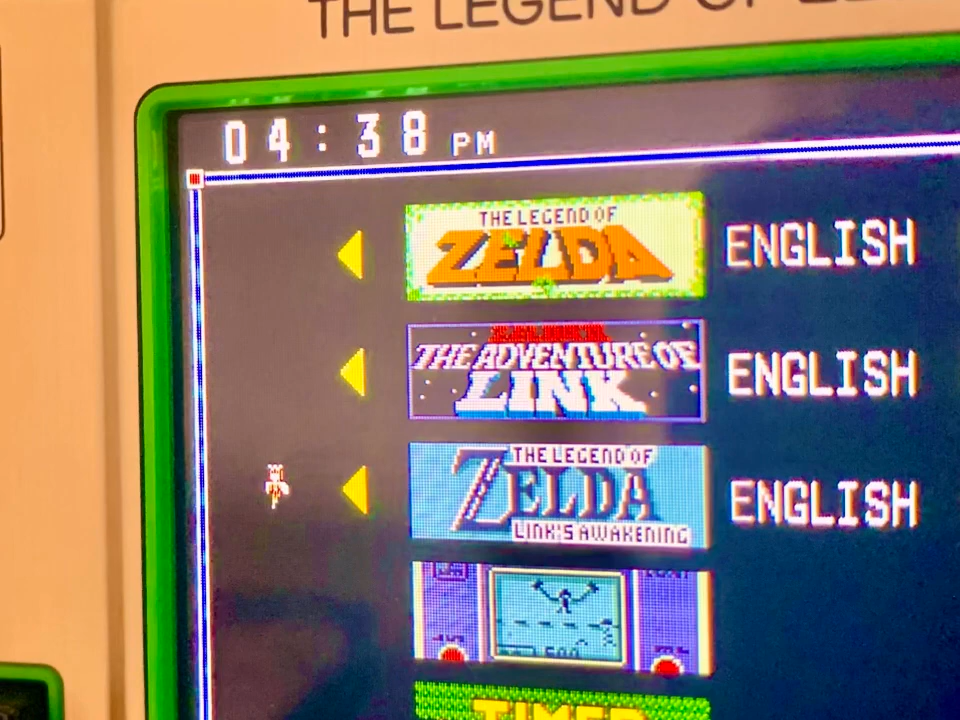 THE LEGEND OF
04:38 PM
THE LEGEND OF
ZELDA
ENGLISH
THE ADVENTURE OF
LINK
ENGLISH
THE LEGEND OF
ZELDA
LINK'S AWAKENING
ENGLISH
TIMER